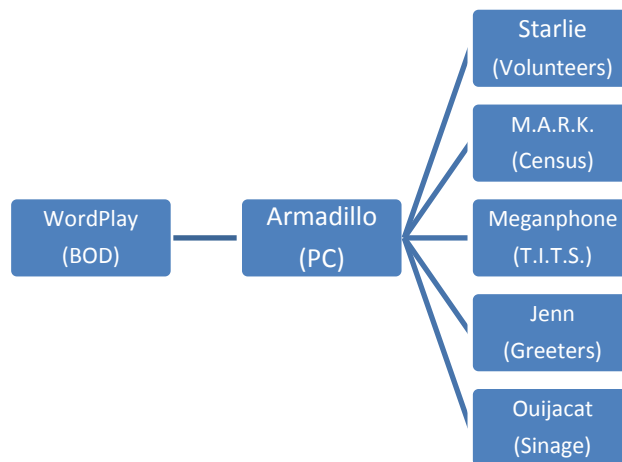 WordPlay
(BOD)
Armadillo
(PC)
Starlie
(Volunteers)
M.A.R.K.
(Census)
Meganphone
(T.I.T.S.)
Jenn
(Greeters)
Ouijacat
(Sinage)